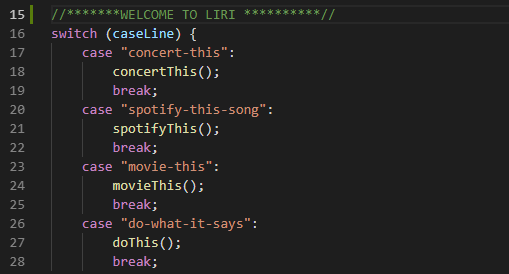 15 //*******WELCOME TO LIRI **********//
16 switch (caseLine) {
17     case "concert-this":
18         concertThis();
19         break;
20     case "spotify-this-song":
21         spotifyThis();
22         break;
23     case "movie-this":
24         movieThis();
25         break;
26     case "do-what-it-says":
27         doThis();
28         break;